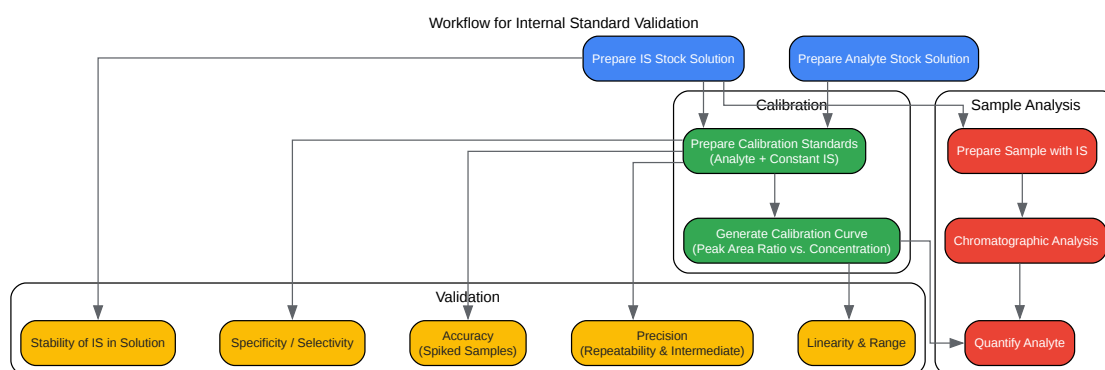 Workflow for Internal Standard Validation
Prepare IS Stock Solution
Prepare Analyte Stock Solution
Calibration
Sample Analysis
Prepare Calibration Standards
(Analyte + Constant IS)
Prepare Sample with IS
Generate Calibration Curve
(Peak Area Ratio vs. Concentration)
Chromatographic Analysis
Validation
Stability of IS in Solution
Specificity / Selectivity
Accuracy
(Spiked Samples)
Precision
(Repeatability & Intermediate)
Linearity & Range
Quantify Analyte